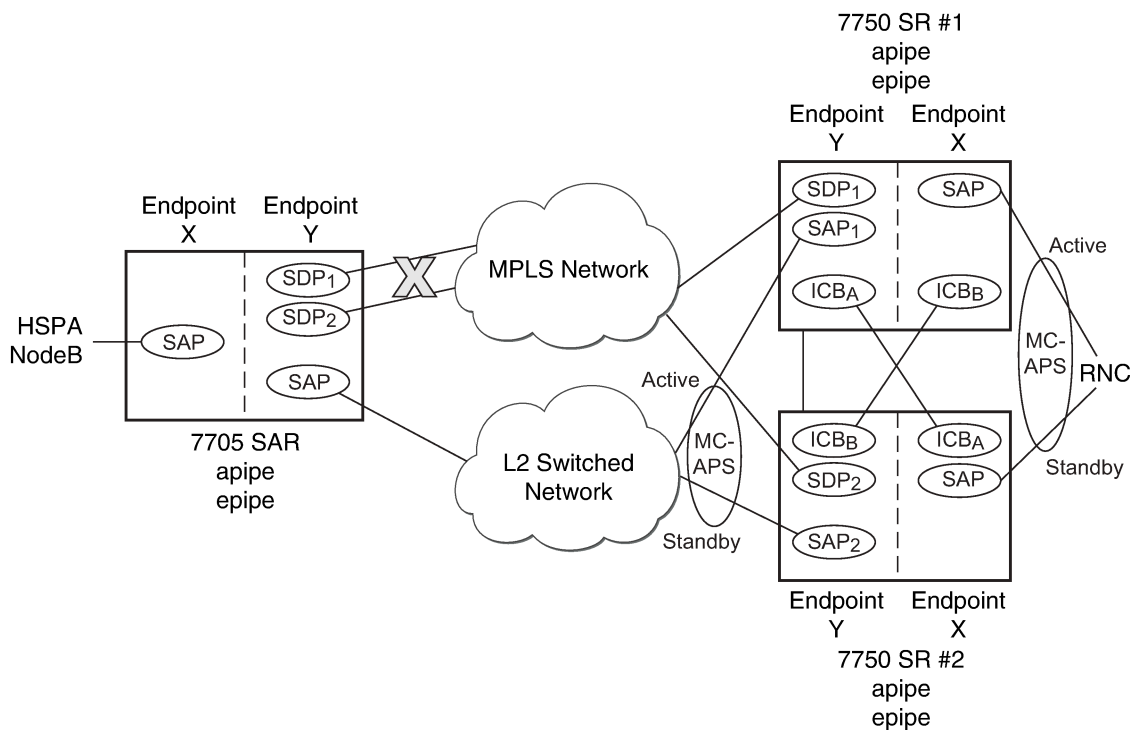 7750 SR #1
apipe
epipe
Endpoint
Y
Endpoint
X
SDP1
SAP1
ICBA
SAP
ICBB
Endpoint
X
Endpoint
Y
SDP1
SDP2
SAP
SAP
HSPA
NodeB
7705 SAR
apipe
epipe
X
MPLS Network
L2 Switched
Network
Active
MC-
APS
Standby
Active
MC-
APS
RNC
Standby
ICBB
SDP2
SAP2
ICBA
SAP
Endpoint
Y
Endpoint
X
7750 SR #2
apipe
epipe